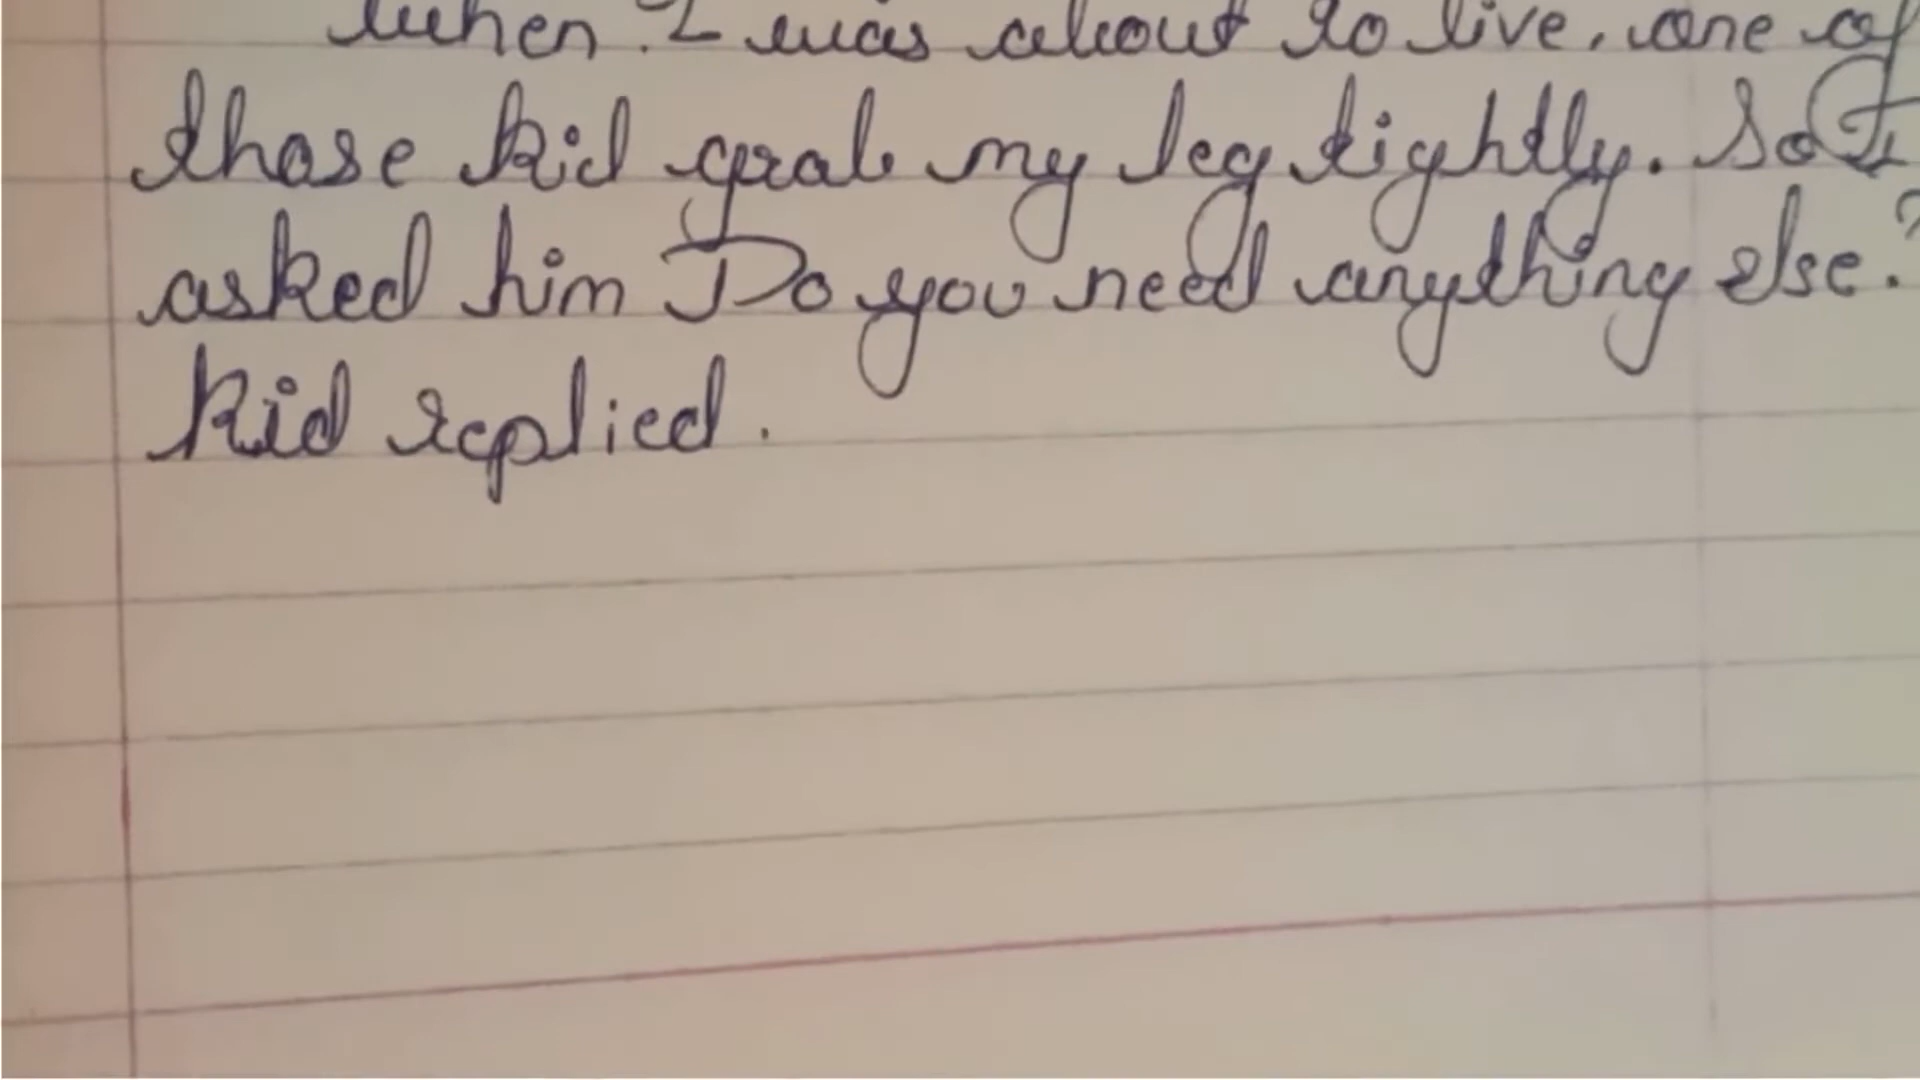 when I was about to live, one of
those kid grab my leg tightly. So I
asked him Do you need anything else?
kid replied.